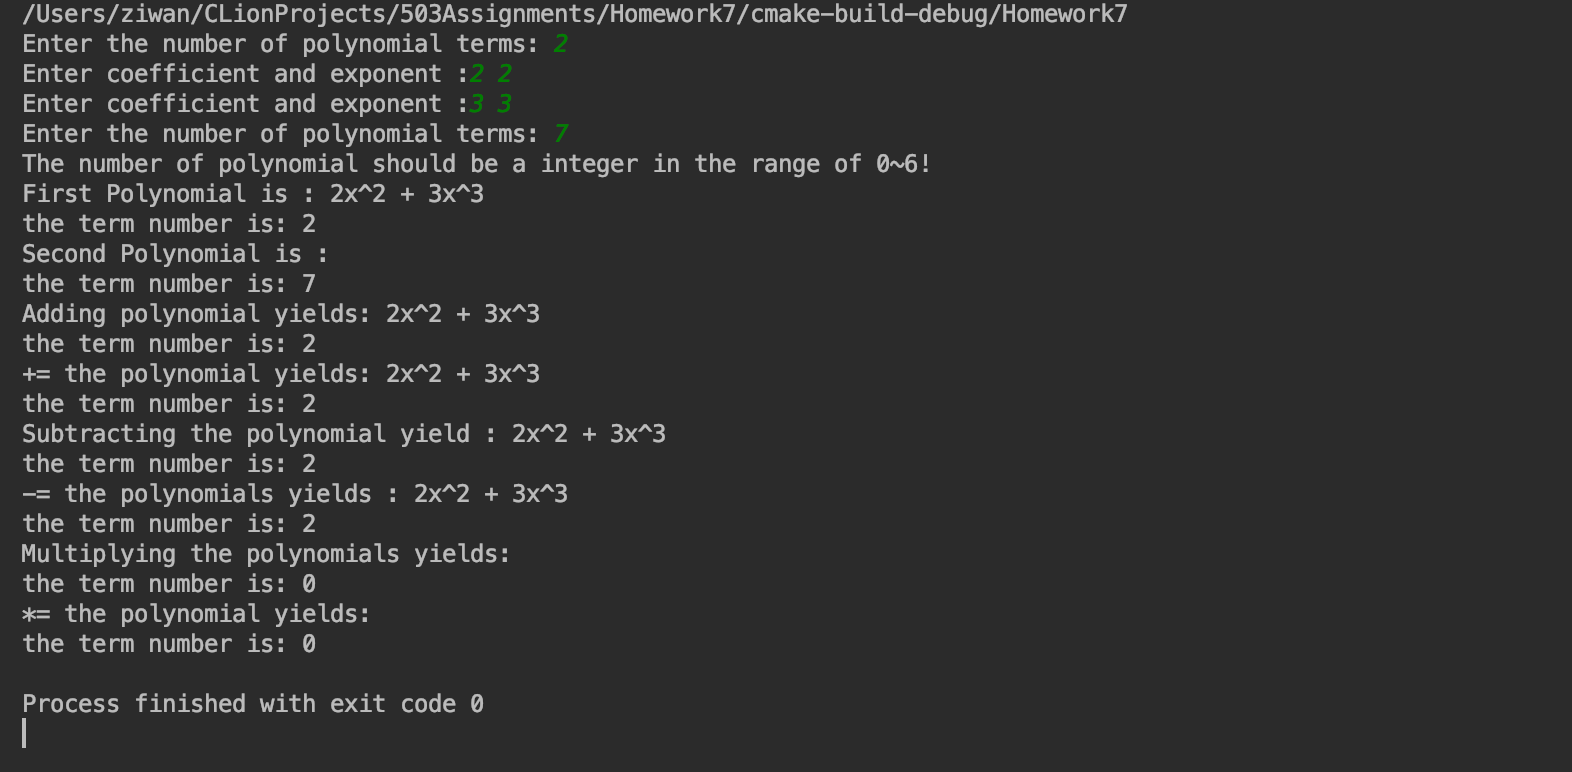 /Users/ziwan/CLionProjects/503Assignments/Homework7/cmake-build-debug/Homework7
Enter the number of polynomial terms: 2
Enter coefficient and exponent :2 2
Enter coefficient and exponent :3 3
Enter the number of polynomial terms: 7
The number of polynomial should be a integer in the range of 0~6!
First Polynomial is : 2x^2 + 3x^3
the term number is: 2
Second Polynomial is :
the term number is: 7
Adding polynomial yields: 2x^2 + 3x^3
the term number is: 2
+= the polynomial yields: 2x^2 + 3x^3
the term number is: 2
Subtracting the polynomial yield : 2x^2 + 3x^3
the term number is: 2
-= the polynomials yields : 2x^2 + 3x^3
the term number is: 2
Multiplying the polynomials yields:
the term number is: 0
*= the polynomial yields:
the term number is: 0
Process finished with exit code 0